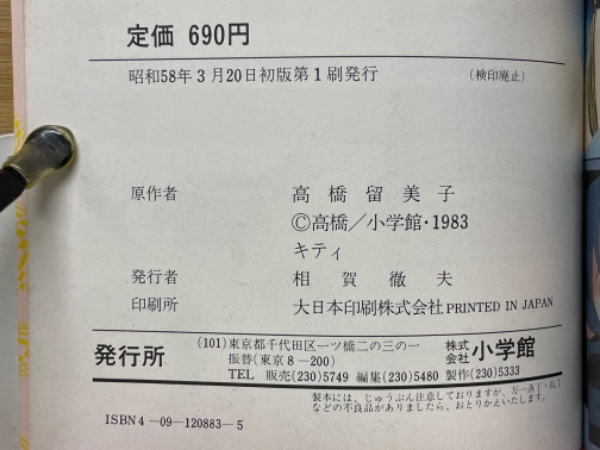 定価 690円
昭和58年3月20日初版第1刷発行 (検印廃止)
原作者 高橋留美子
©高橋/小学館・1983
キティ
発行者 相賀徹夫
印刷所 大日本印刷株式会社 PRINTED IN JAPAN
発行所 (101)東京都千代田区一ツ橋二の三の一 株式会社 小学館
振替(東京8-200)
TEL 販売(230)5749 編集(230)5480 製作(230)5333
製本には、じゅうぶん注意しておりますが、万一落丁・乱丁
などの不良品がありましたら、おとりかえいたします。
ISBN4-09-120883-5